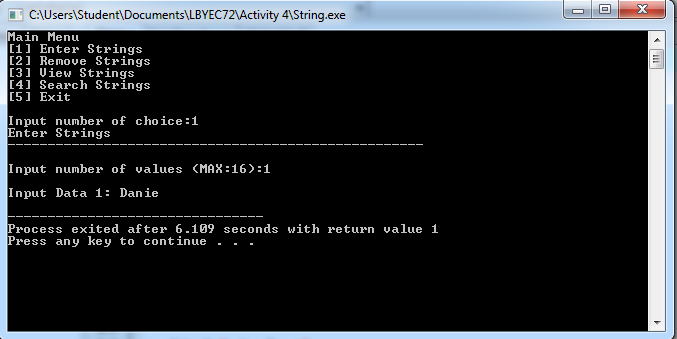 C:\Users\Student\Documents\LBYEC72\Activity 4\String.exe
Main Menu
[1] Enter Strings
[2] Remove Strings
[3] View Strings
[4] Search Strings
[5] Exit
Input number of choice:1
Enter Strings
----------------------------------------------------
Input number of values (MAX:16):1
Input Data 1: Danie
--------------------------------
Process exited after 6.109 seconds with return value 1
Press any key to continue . . .